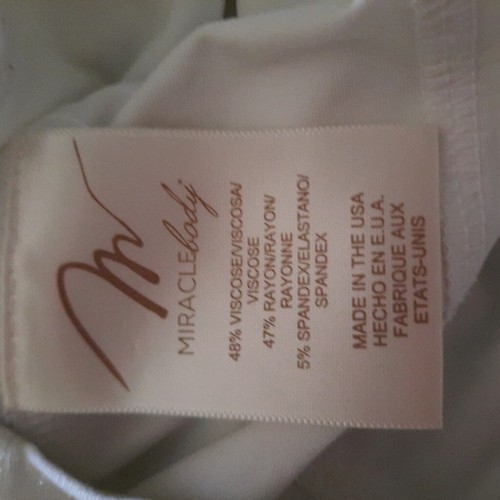 MIRACLEbody
48% VISCOSE/VISCOSA/
VISCOSE
47% RAYON/RAYON/
RAYONNE
5% SPANDEX/ELASTANO/
SPANDEX
MADE IN THE USA
HECHO EN E.U.A.
FABRIQUE AUX
ETATS-UNIS